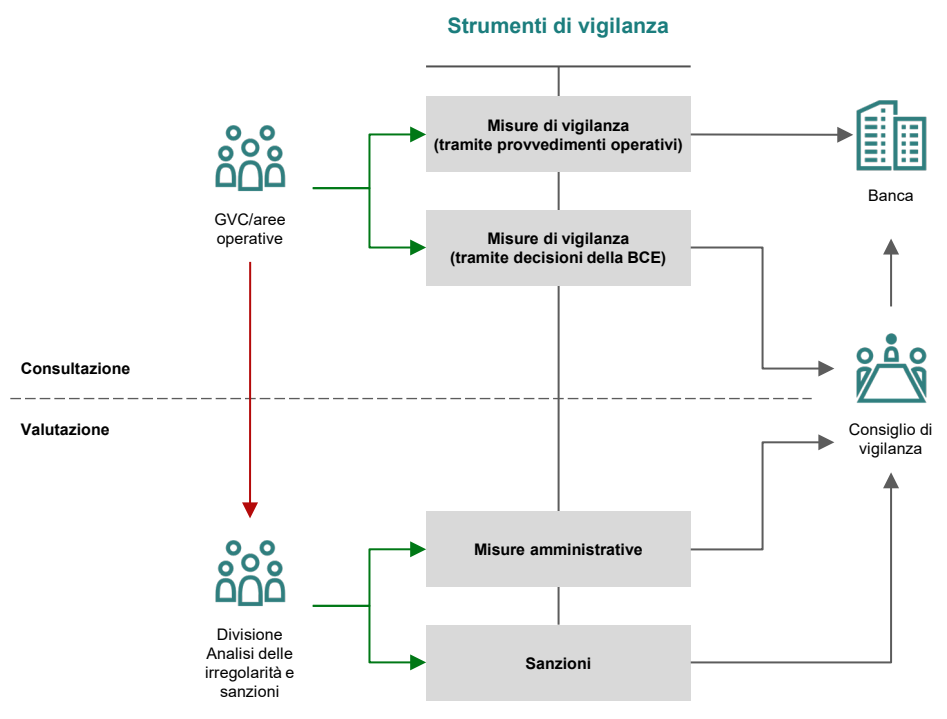 Strumenti di vigilanza
Misure di vigilanza
(tramite provvedimenti operativi)
GVC/aree
operative
Banca
Misure di vigilanza
(tramite decisioni della BCE)
Consultazione
Valutazione
Consiglio di
vigilanza
Misure amministrative
Divisione
Analisi delle
irregolarità e
sanzioni
Sanzioni